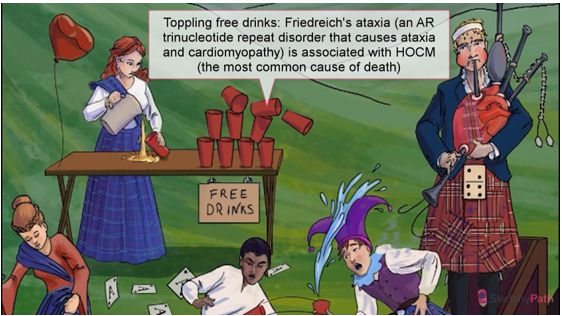 Toppling free drinks: Friedreich's ataxia (an AR
trinucleotide repeat disorder that causes ataxia
and cardiomyopathy) is associated with HOCM
(the most common cause of death)
FREE
DRINKS
A
A
A
SketchyPath